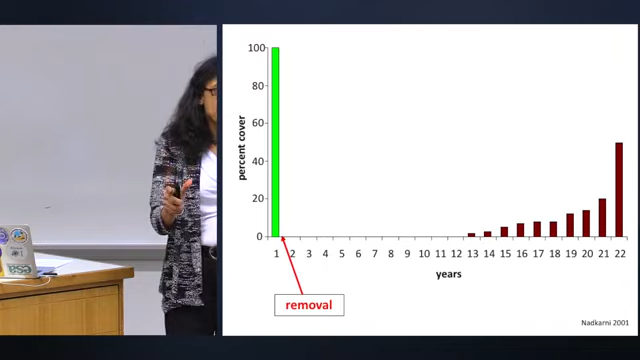 percent cover
100
80
60
40
20
0
1 2 3 4 5 6 7 8 9 10 11 12 13 14 15 16 17 18 19 20 21 22
years
removal
Nadkarni 2001